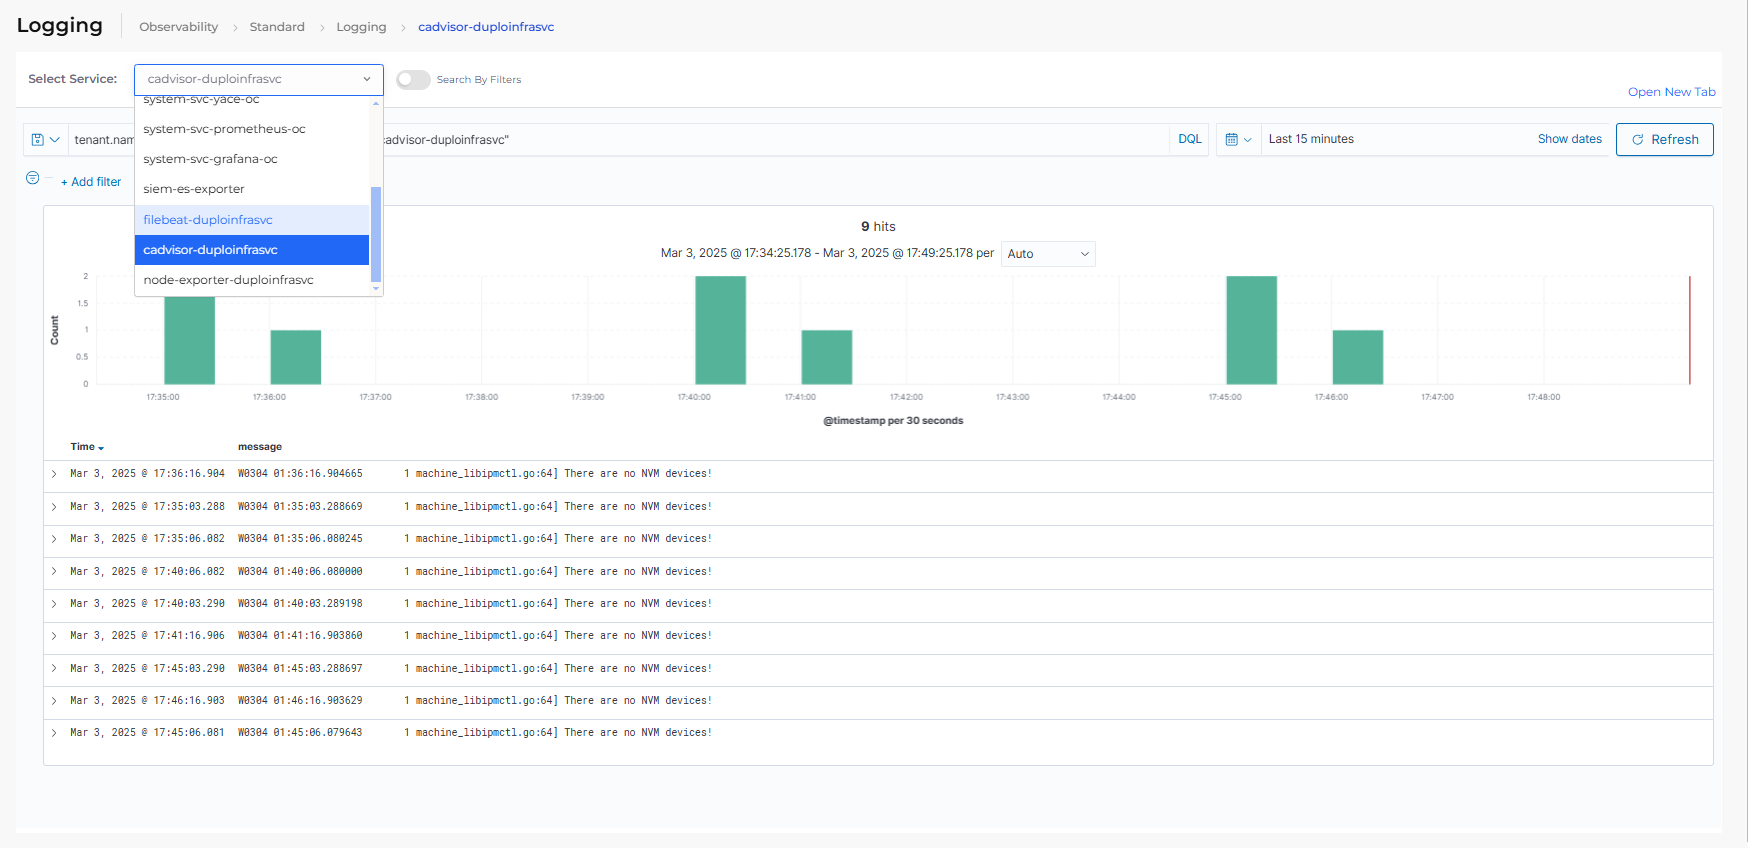 Logging Observability > Standard > Logging > cadvisor-duploinfrasvc
Select Service: cadvisor-duploinfrasvc Search By Filters
Open New Tab
system-svc-yace-oc
system-svc-prometheus-oc
system-svc-grafana-oc
siem-es-exporter
filebeat-duploinfrasvc
cadvisor-duploinfrasvc
node-exporter-duploinfrasvc
tenant.nam cadvisor-duploinfrasvc" DQL Last 15 minutes Show dates Refresh
+ Add filter
9 hits
Mar 3, 2025 @ 17:34:25.178 - Mar 3, 2025 @ 17:49:25.178 per Auto
Count
2
1.5
1
0.5
0
17:35:00 17:36:00 17:37:00 17:38:00 17:39:00 17:40:00 17:41:00 17:42:00 17:43:00 17:44:00 17:45:00 17:46:00 17:47:00 17:48:00
@timestamp per 30 seconds
Time message
Mar 3, 2025 @ 17:36:16.904 W0304 01:36:16.904665 1 machine_libipmctl.go:64] There are no NVM devices!
Mar 3, 2025 @ 17:35:03.288 W0304 01:35:03.288669 1 machine_libipmctl.go:64] There are no NVM devices!
Mar 3, 2025 @ 17:35:06.082 W0304 01:35:06.080245 1 machine_libipmctl.go:64] There are no NVM devices!
Mar 3, 2025 @ 17:40:06.082 W0304 01:40:06.080000 1 machine_libipmctl.go:64] There are no NVM devices!
Mar 3, 2025 @ 17:40:03.290 W0304 01:40:03.289198 1 machine_libipmctl.go:64] There are no NVM devices!
Mar 3, 2025 @ 17:41:16.906 W0304 01:41:16.903860 1 machine_libipmctl.go:64] There are no NVM devices!
Mar 3, 2025 @ 17:45:03.290 W0304 01:45:03.288697 1 machine_libipmctl.go:64] There are no NVM devices!
Mar 3, 2025 @ 17:46:16.903 W0304 01:46:16.903629 1 machine_libipmctl.go:64] There are no NVM devices!
Mar 3, 2025 @ 17:45:06.081 W0304 01:45:06.079643 1 machine_libipmctl.go:64] There are no NVM devices!